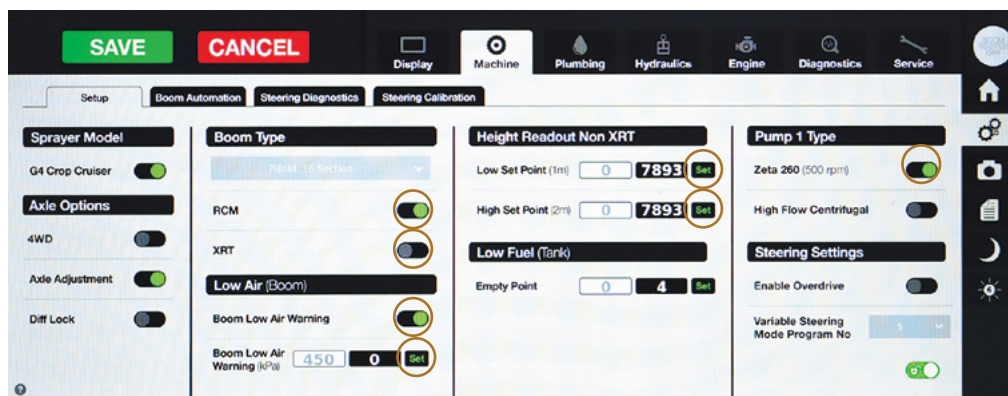 SAVE
CANCEL
Display
Machine
Plumbing
Hydraulics
Engine
Diagnostics
Service
Setup
Boom Automation
Steering Diagnostics
Steering Calibration
Sprayer Model
G4 Crop Cruiser
Axle Options
4WD
Axle Adjustment
Diff Lock
Boom Type
Trifold, 16 Section
RCM
XRT
Low Air (Boom)
Boom Low Air Warning
Boom Low Air
Warning (kPa) 450 0 Set
Height Readout Non XRT
Low Set Point (1m) 0 7893 Set
High Set Point (2m) 0 7893 Set
Low Fuel (Tank)
Empty Point 0 4 Set
Pump 1 Type
Zeta 260 (500 rpm)
High Flow Centrifugal
Steering Settings
Enable Overdrive
Variable Steering
Mode Program No 5